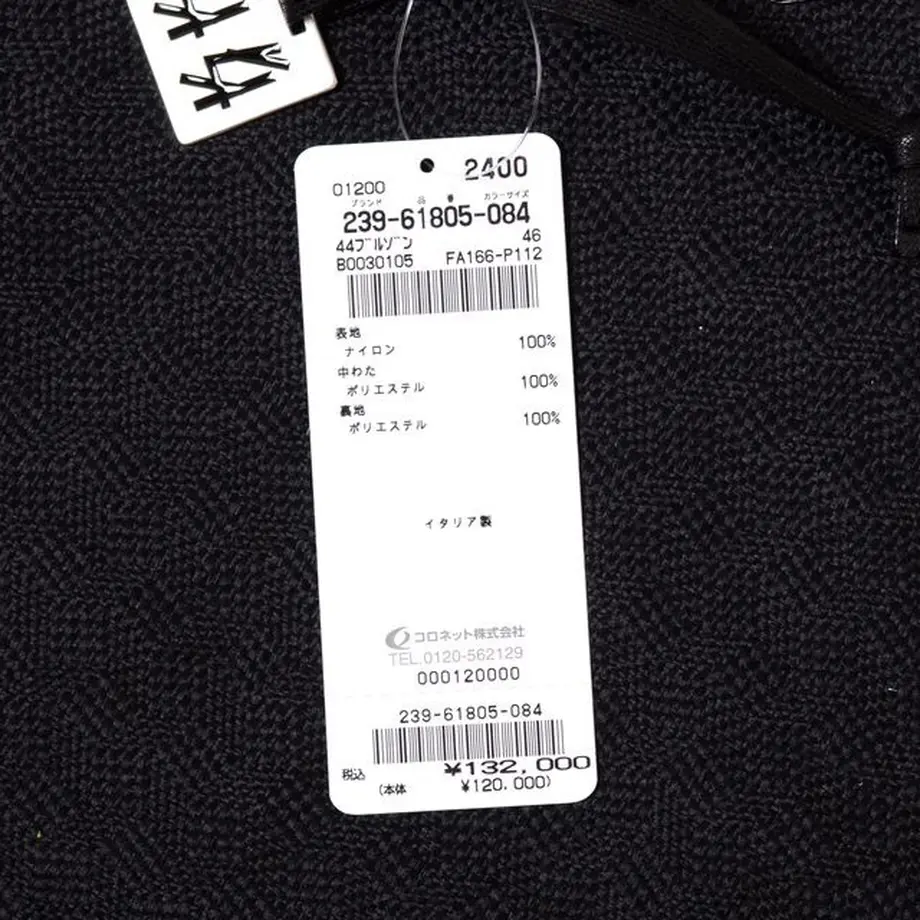 2400
01200
ブランド 品 番 カラーサイズ
239-61805-084
44ブルゾン 46
B0030105 FA166-P112
表地
ナイロン 100%
中わた
ポリエステル 100%
裏地
ポリエステル 100%
イタリア製
コロネット株式会社
TEL.0120-562129
000120000
239-61805-084
税込 ¥132,000
(本体 ¥120,000)